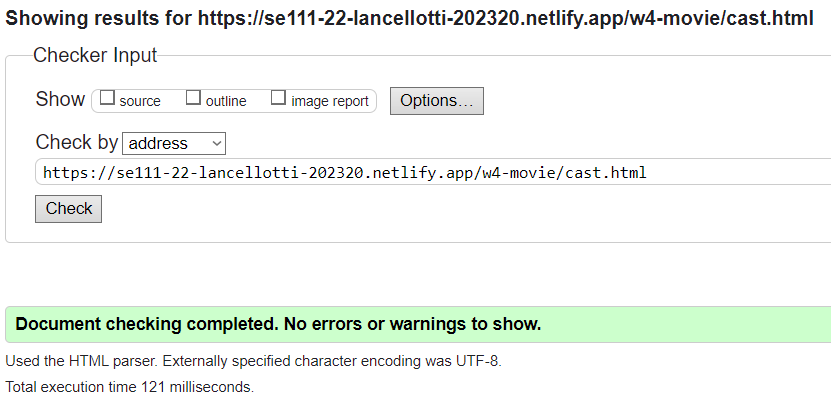 Showing results for https://se111-22-lancellotti-202320.netlify.app/w4-movie/cast.html
Checker Input
Show source outline image report Options...
Check by address
https://se111-22-lancellotti-202320.netlify.app/w4-movie/cast.html
Check
Document checking completed. No errors or warnings to show.
Used the HTML parser. Externally specified character encoding was UTF-8.
Total execution time 121 milliseconds.